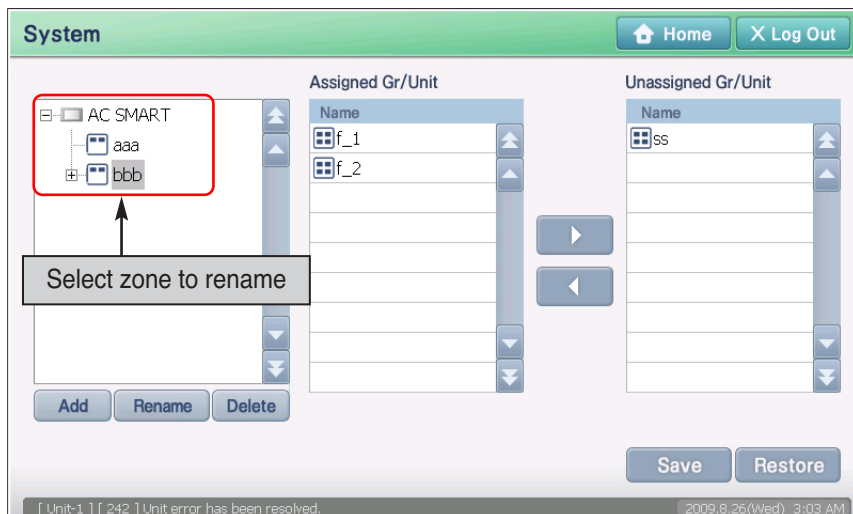 System
Home
X Log Out
AC SMART
aaa
bbb
Select zone to rename
Add
Rename
Delete
Assigned Gr/Unit
Name
f_1
f_2
Unassigned Gr/Unit
Name
ss
Save
Restore
[ Unit-1 ] [ 242 ] Unit error has been resolved.
2009.8.26(Wed) 3:03 AM